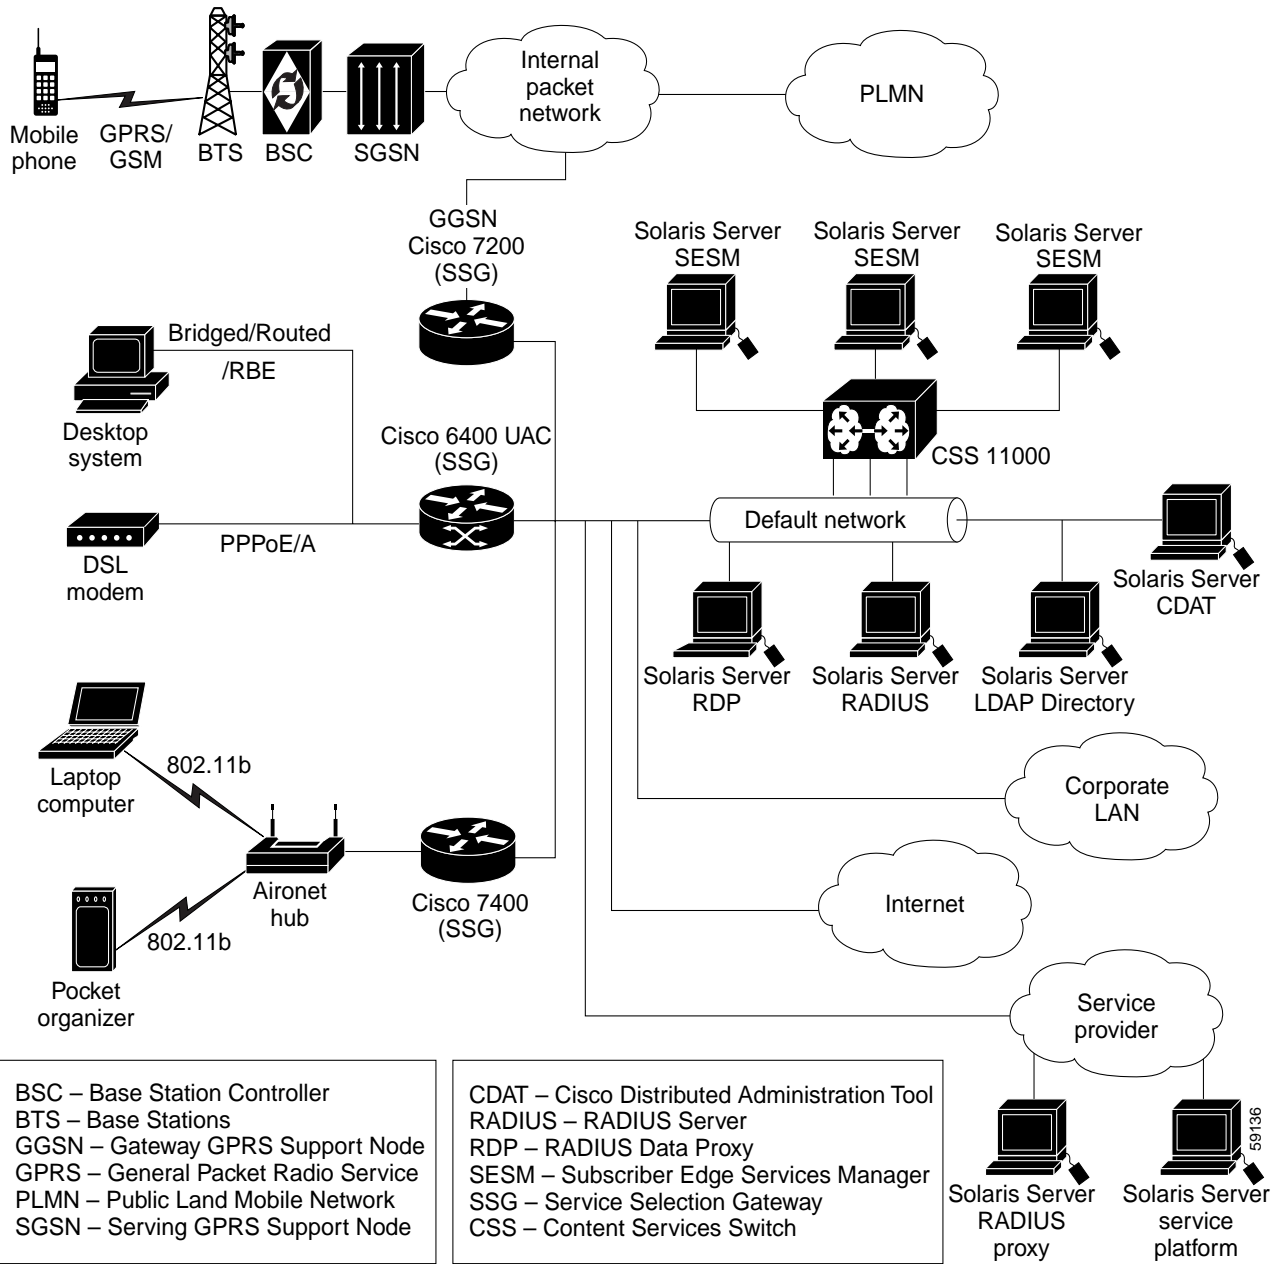 Internal
packet
network
PLMN
Mobile
phone
GPRS/
GSM
BTS
BSC
SGSN
GGSN
Cisco 7200
(SSG)
Solaris Server
SESM
Solaris Server
SESM
Solaris Server
SESM
Bridged/Routed
/RBE
Desktop
system
Cisco 6400 UAC
(SSG)
CSS 11000
Default network
PPPoE/A
DSL
modem
Solaris Server
CDAT
Solaris Server
RDP
Solaris Server
RADIUS
Solaris Server
LDAP Directory
802.11b
Laptop
computer
Corporate
LAN
Aironet
hub
Cisco 7400
(SSG)
Internet
802.11b
Pocket
organizer
Service
provider
BSC – Base Station Controller
BTS – Base Stations
GGSN – Gateway GPRS Support Node
GPRS – General Packet Radio Service
PLMN – Public Land Mobile Network
SGSN – Serving GPRS Support Node
CDAT – Cisco Distributed Administration Tool
RADIUS – RADIUS Server
RDP – RADIUS Data Proxy
SESM – Subscriber Edge Services Manager
SSG – Service Selection Gateway
CSS – Content Services Switch
59136
Solaris Server
RADIUS
proxy
Solaris Server
service
platform